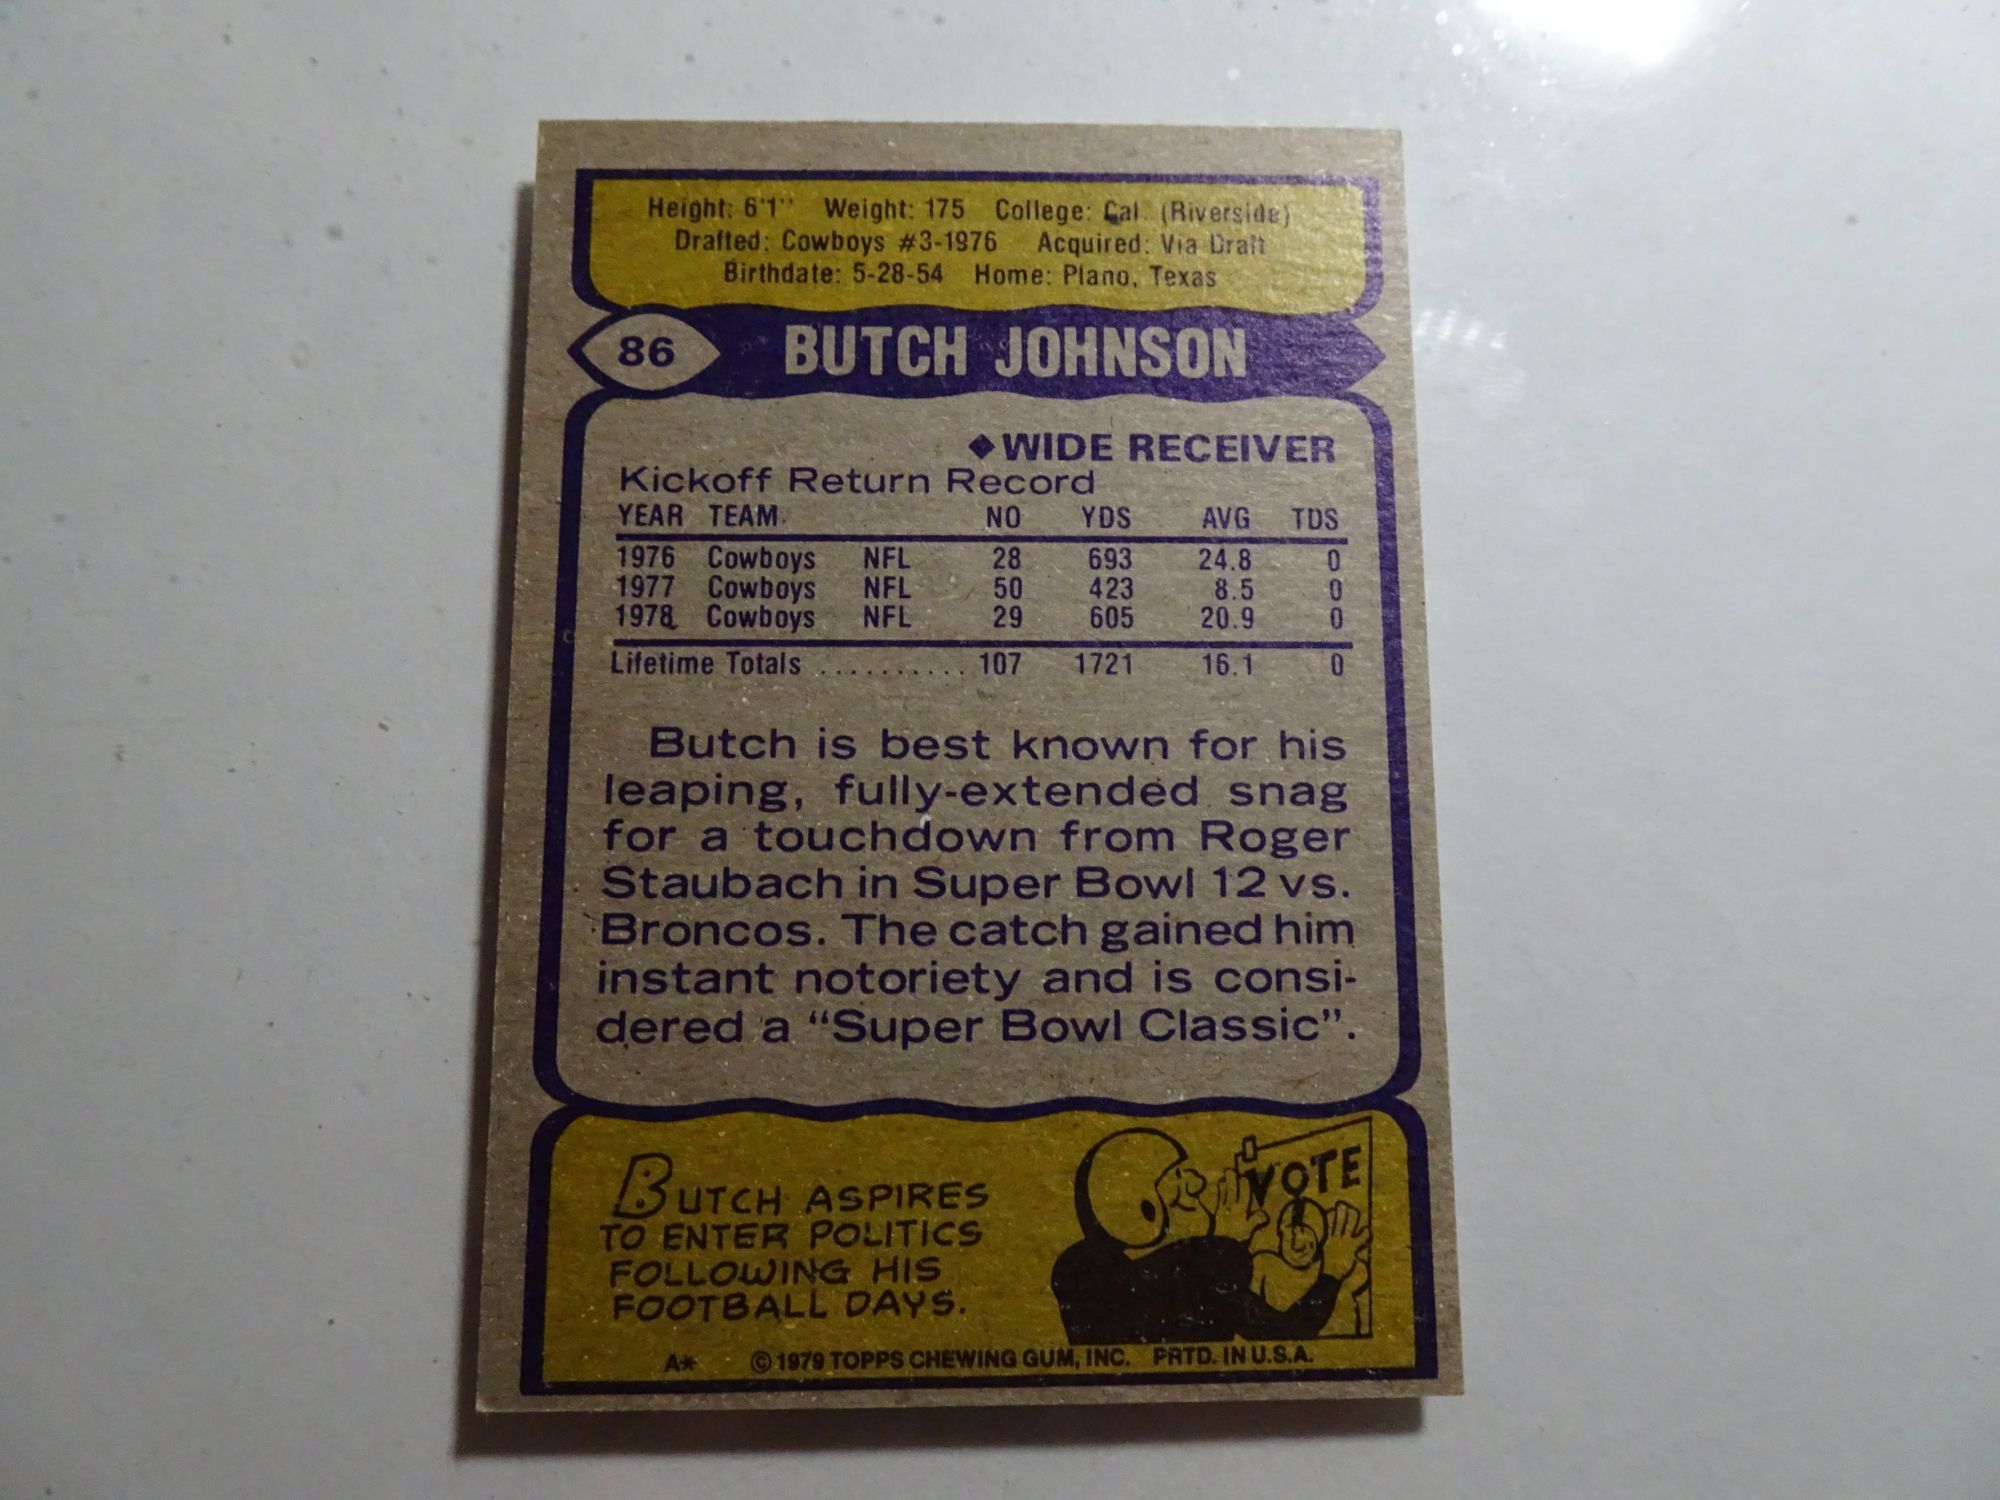 Height: 6'1" Weight: 175 College: Cal. (Riverside)
Drafted: Cowboys #3-1976 Acquired: Via Draft
Birthdate: 5-28-54 Home: Plano, Texas
86 BUTCH JOHNSON
◆WIDE RECEIVER
Kickoff Return Record
YEAR TEAM NO YDS AVG TDS
1976 Cowboys NFL 28 693 24.8 0
1977 Cowboys NFL 50 423 8.5 0
1978 Cowboys NFL 29 605 20.9 0
Lifetime Totals .......... 107 1721 16.1 0
Butch is best known for his
leaping, fully-extended snag
for a touchdown from Roger
Staubach in Super Bowl 12 vs.
Broncos. The catch gained him
instant notoriety and is consi-
dered a “Super Bowl Classic”.
VOTE
BUTCH ASPIRES
TO ENTER POLITICS
FOLLOWING HIS
FOOTBALL DAYS.
A* ©1979 TOPPS CHEWING GUM, INC. PRTD. IN U.S.A.